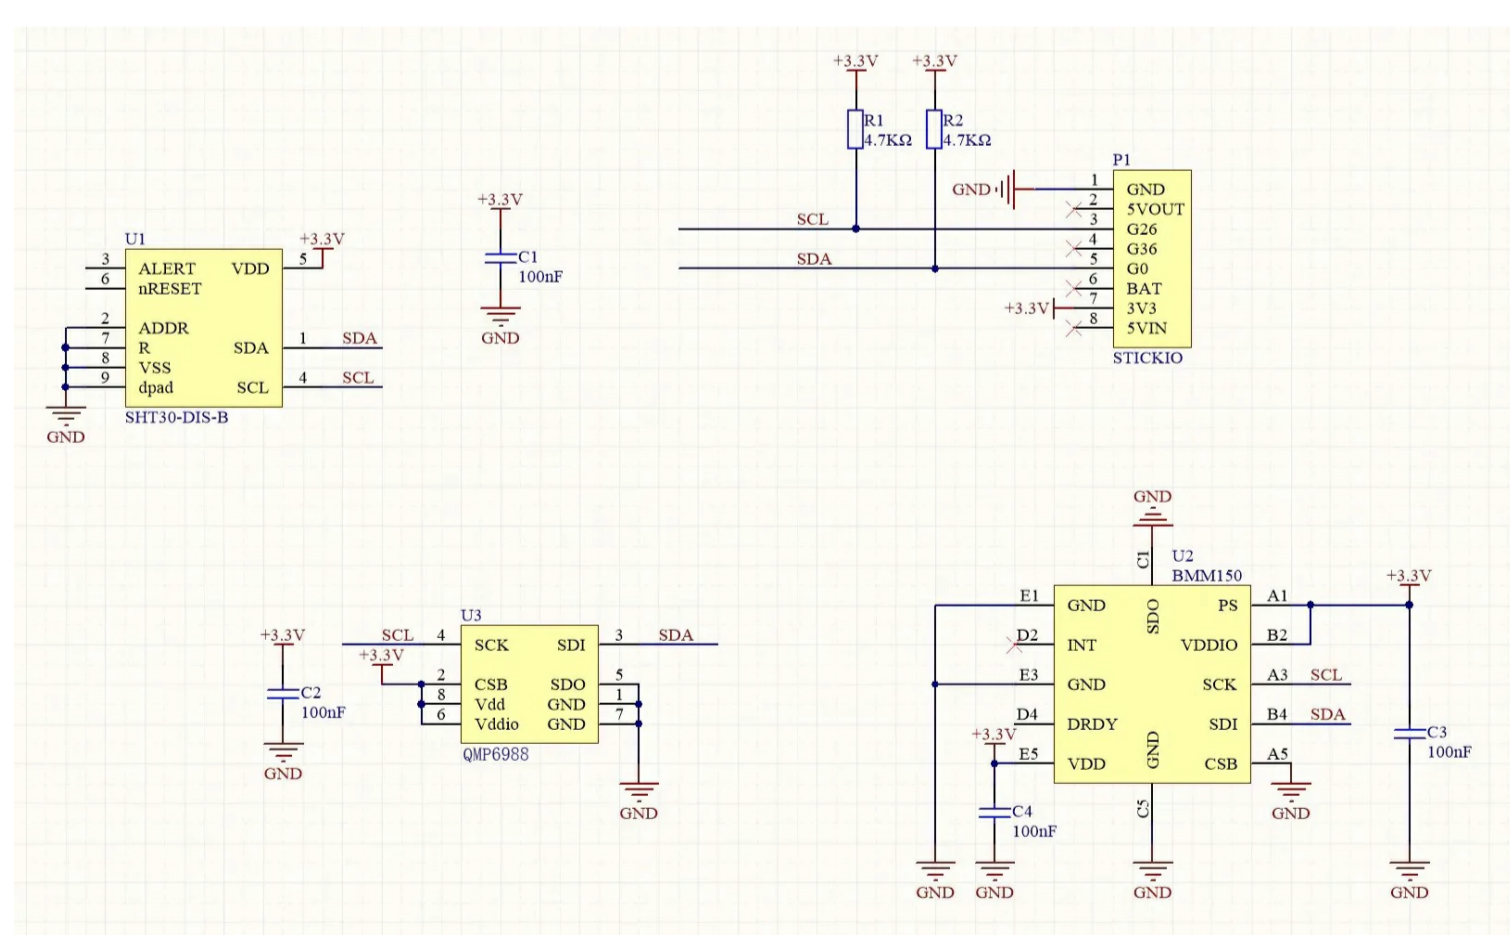 +3.3V +3.3V
R1
4.7KΩ
R2
4.7KΩ
P1
GND 1 GND
2 5VOUT
SCL 3 G26
4 G36
SDA 5 G0
6 BAT
+3.3V 7 3V3
8 5VIN
STICKIO
+3.3V
C1
100nF
GND
U1
+3.3V
3 ALERT VDD 5
6 nRESET
2 ADDR
7 R SDA 1 SDA
8 VSS
9 dpad SCL 4 SCL
SHT30-DIS-B
GND
+3.3V
C2
100nF
GND
U3
SCL 4 SCK SDI 3 SDA
+3.3V
2 CSB SDO 5
8 Vdd GND 1
6 Vddio GND 7
QMP6988
GND
GND
C1
U2
BMM150
+3.3V
E1 GND SDO PS A1
D2 INT VDDIO B2
E3 GND SCK A3 SCL
D4 DRDY SDI B4 SDA
+3.3V
E5 VDD GND CSB A5
C3
100nF
C4
100nF
C5
GND
GND GND GND GND